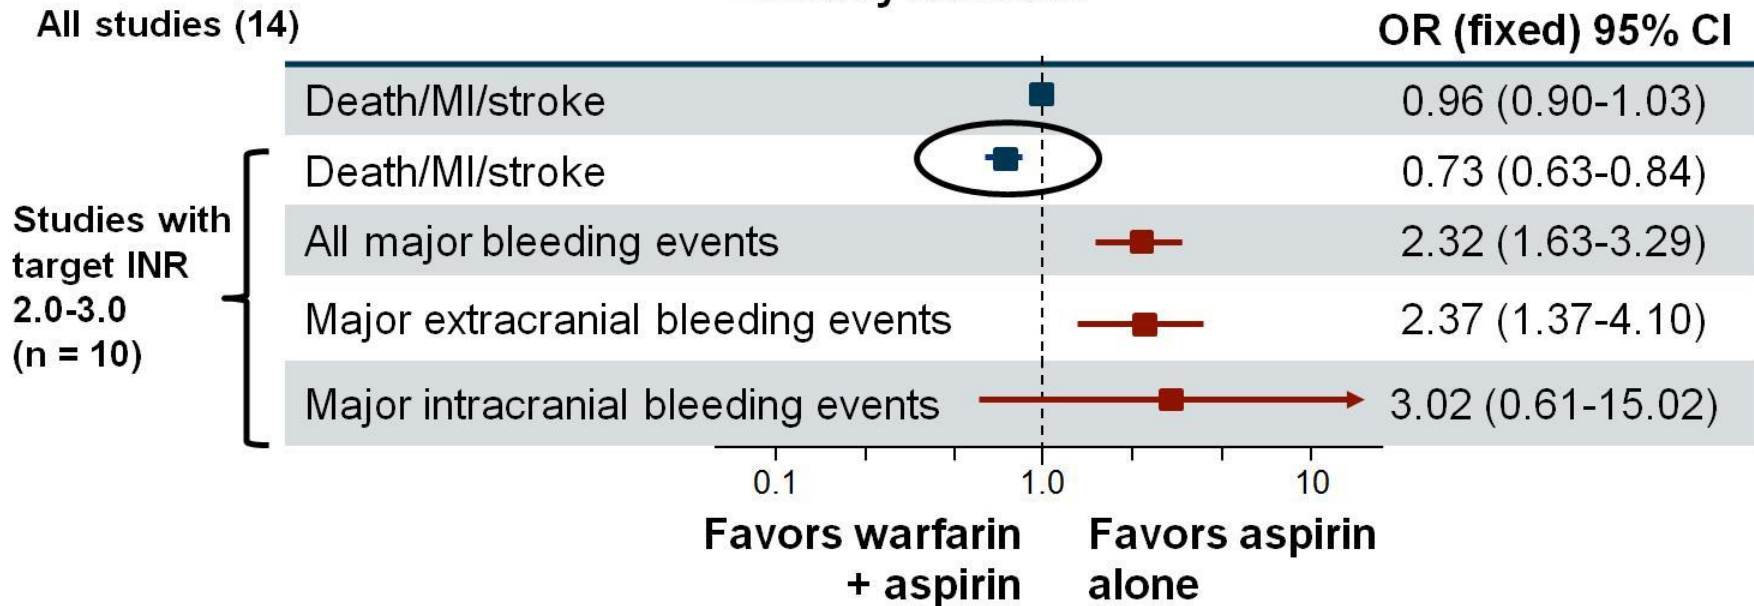 All studies (14)
OR (fixed) 95% CI
Death/MI/stroke
0.96 (0.90-1.03)
Death/MI/stroke
0.73 (0.63-0.84)
Studies with
target INR
2.0-3.0
(n = 10)
All major bleeding events
2.32 (1.63-3.29)
Major extracranial bleeding events
2.37 (1.37-4.10)
Major intracranial bleeding events
3.02 (0.61-15.02)
0.1
1.0
10
Favors warfarin
+ aspirin
Favors aspirin
alone